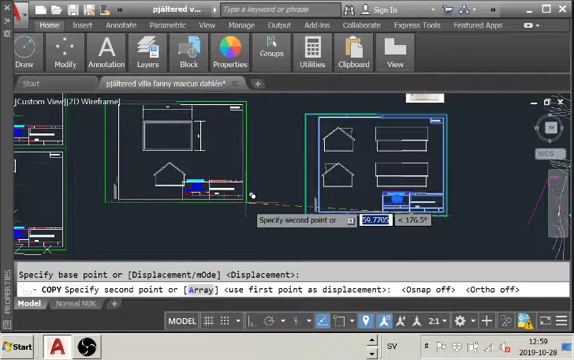 pjältered v...
Type a keyword or phrase
Sign In
Home Insert Annotate Parametric View Manage Output Add-ins Collaborate Express Tools Featured Apps
Draw Modify Annotation Layers Block Properties Groups Utilities Clipboard View
Start pjältered villa fanny marcus dahlén*
[Custom View][2D Wireframe]
WCS
Specify second point or 59.7705 < 176.5°
Specify base point or [Displacement/mOde] <Displacement>:
COPY Specify second point or [Array] <use first point as displacement>: <Osnap off> <Ortho off>
PROPERTIES
Model Normal NBK
MODEL 2:1
Start SV 12:59
2019-10-28